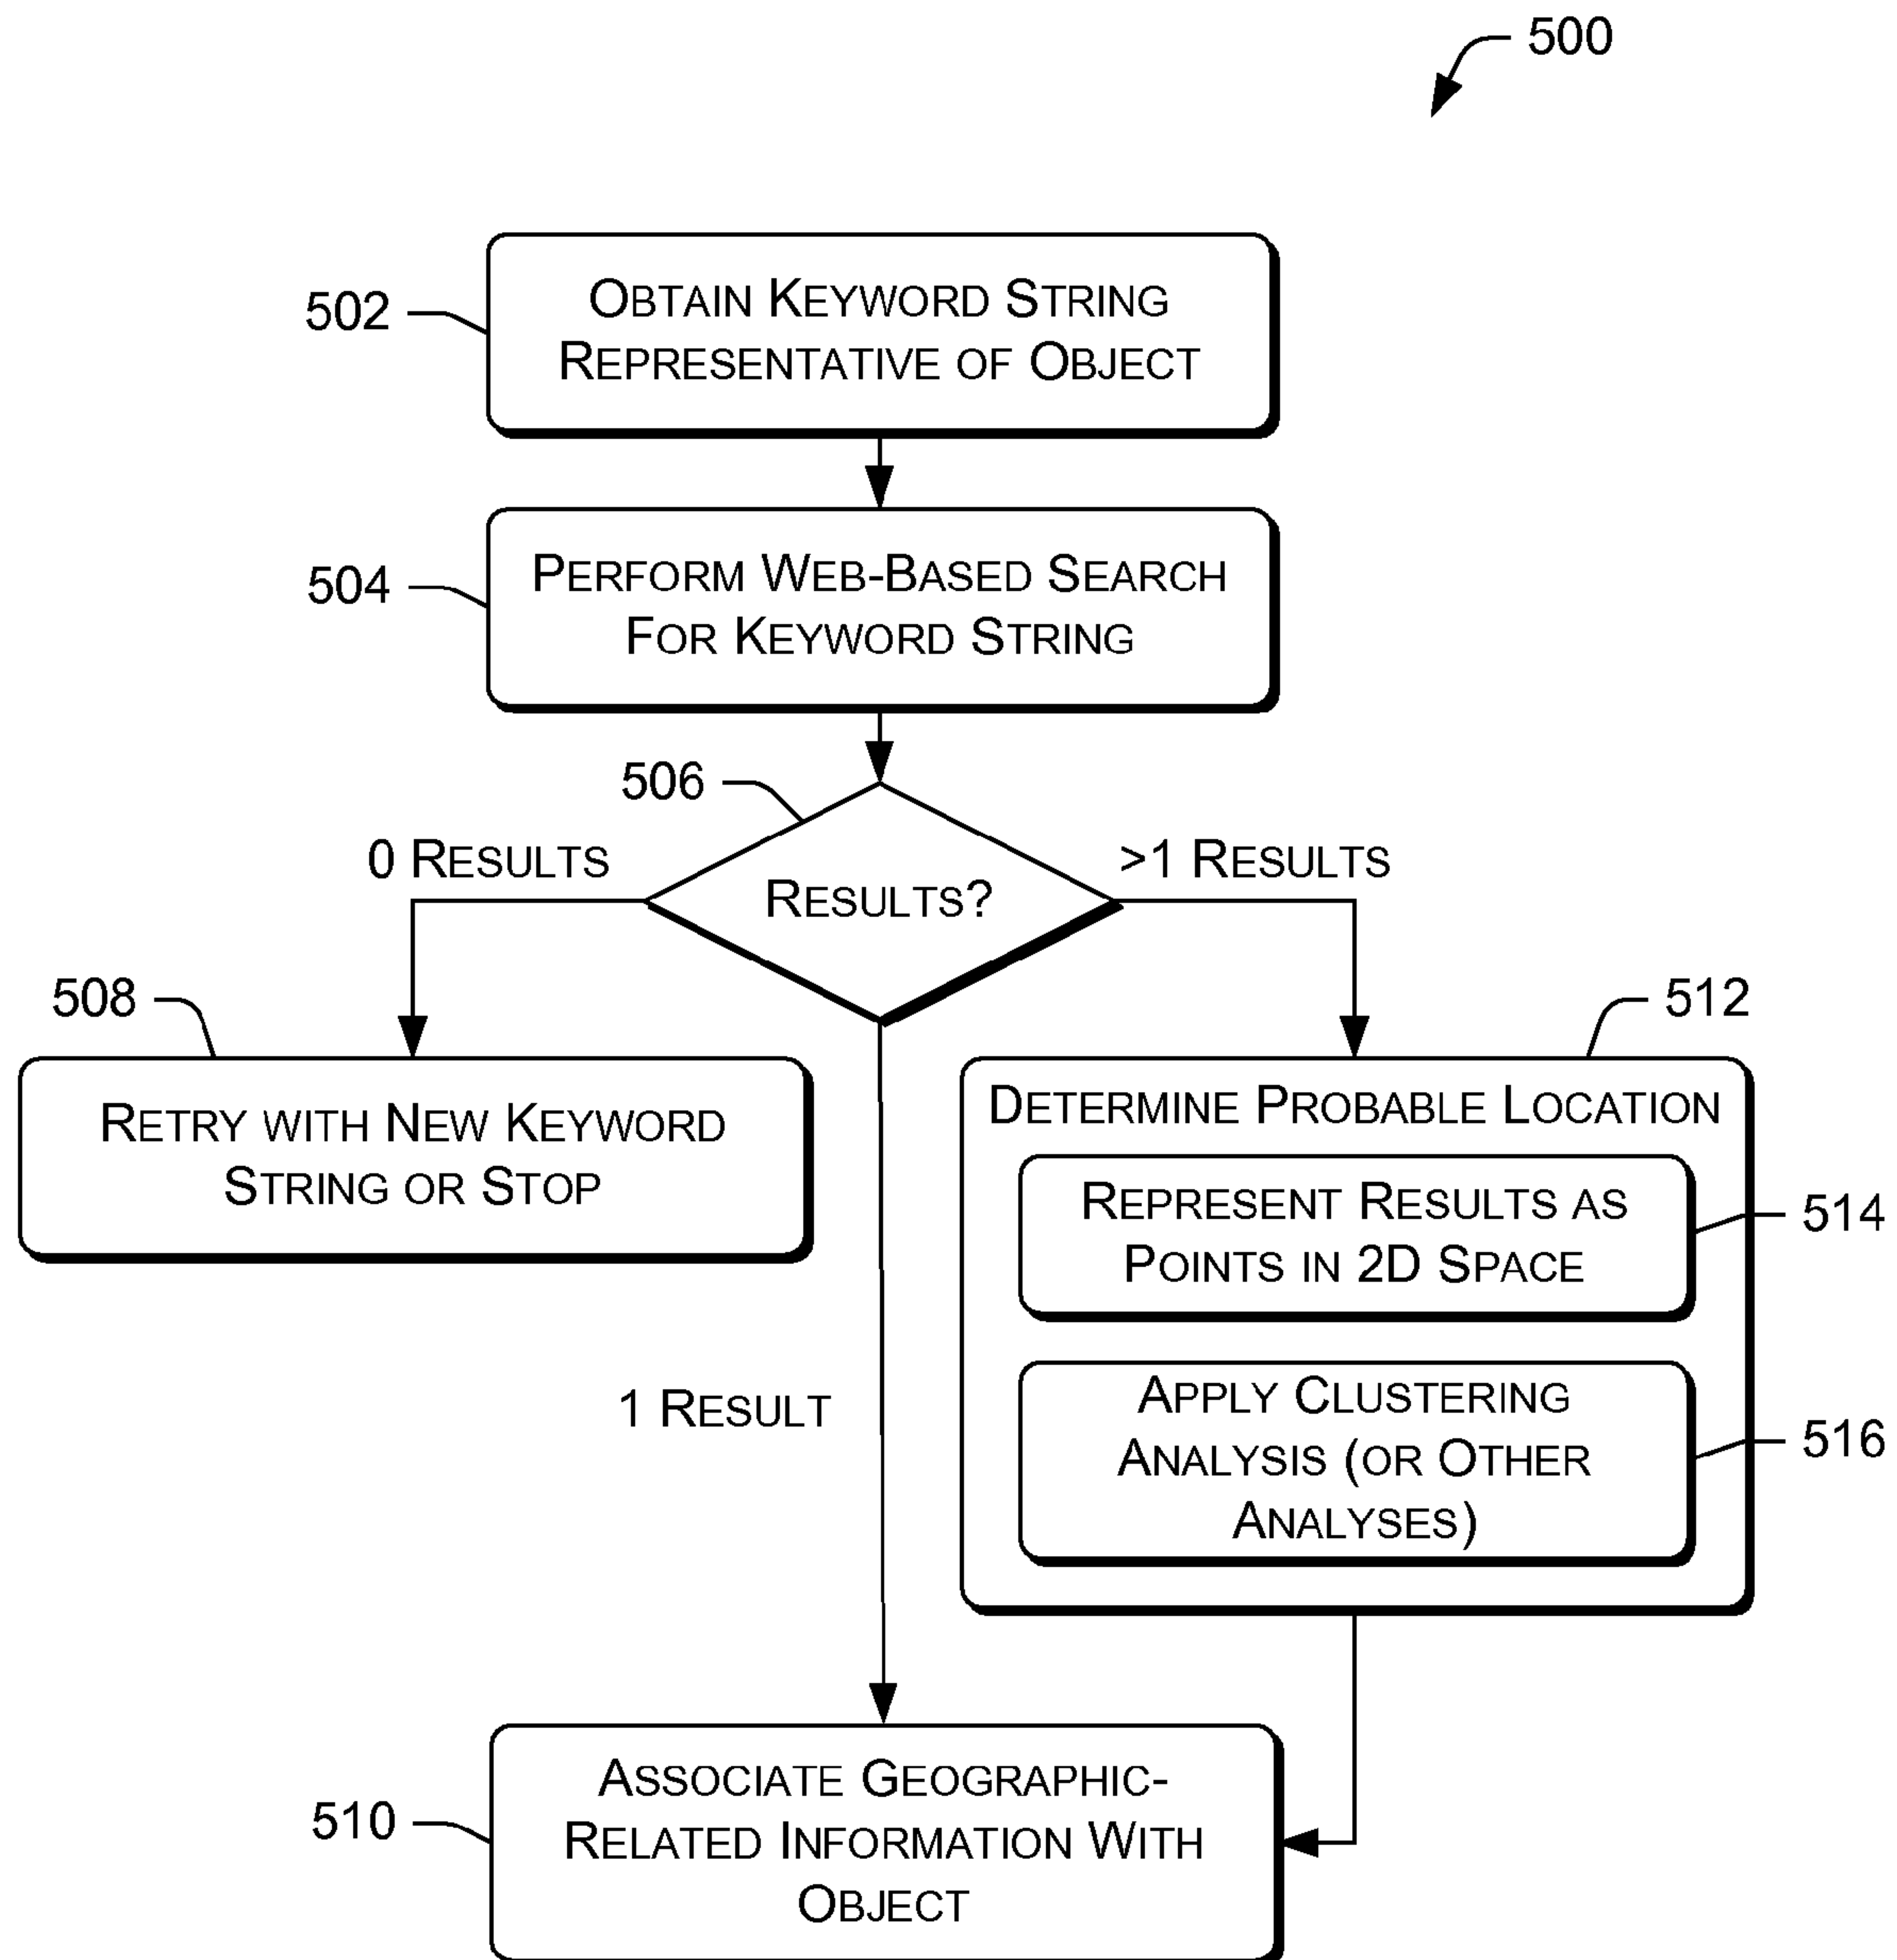 500
502
OBTAIN KEYWORD STRING
REPRESENTATIVE OF OBJECT
504
PERFORM WEB-BASED SEARCH
FOR KEYWORD STRING
506
0 RESULTS
>1 RESULTS
RESULTS?
508
512
RETRY WITH NEW KEYWORD
STRING OR STOP
DETERMINE PROBABLE LOCATION
REPRESENT RESULTS AS
POINTS IN 2D SPACE
514
1 RESULT
APPLY CLUSTERING
ANALYSIS (OR OTHER
ANALYSES)
516
510
ASSOCIATE GEOGRAPHIC-
RELATED INFORMATION WITH
OBJECT